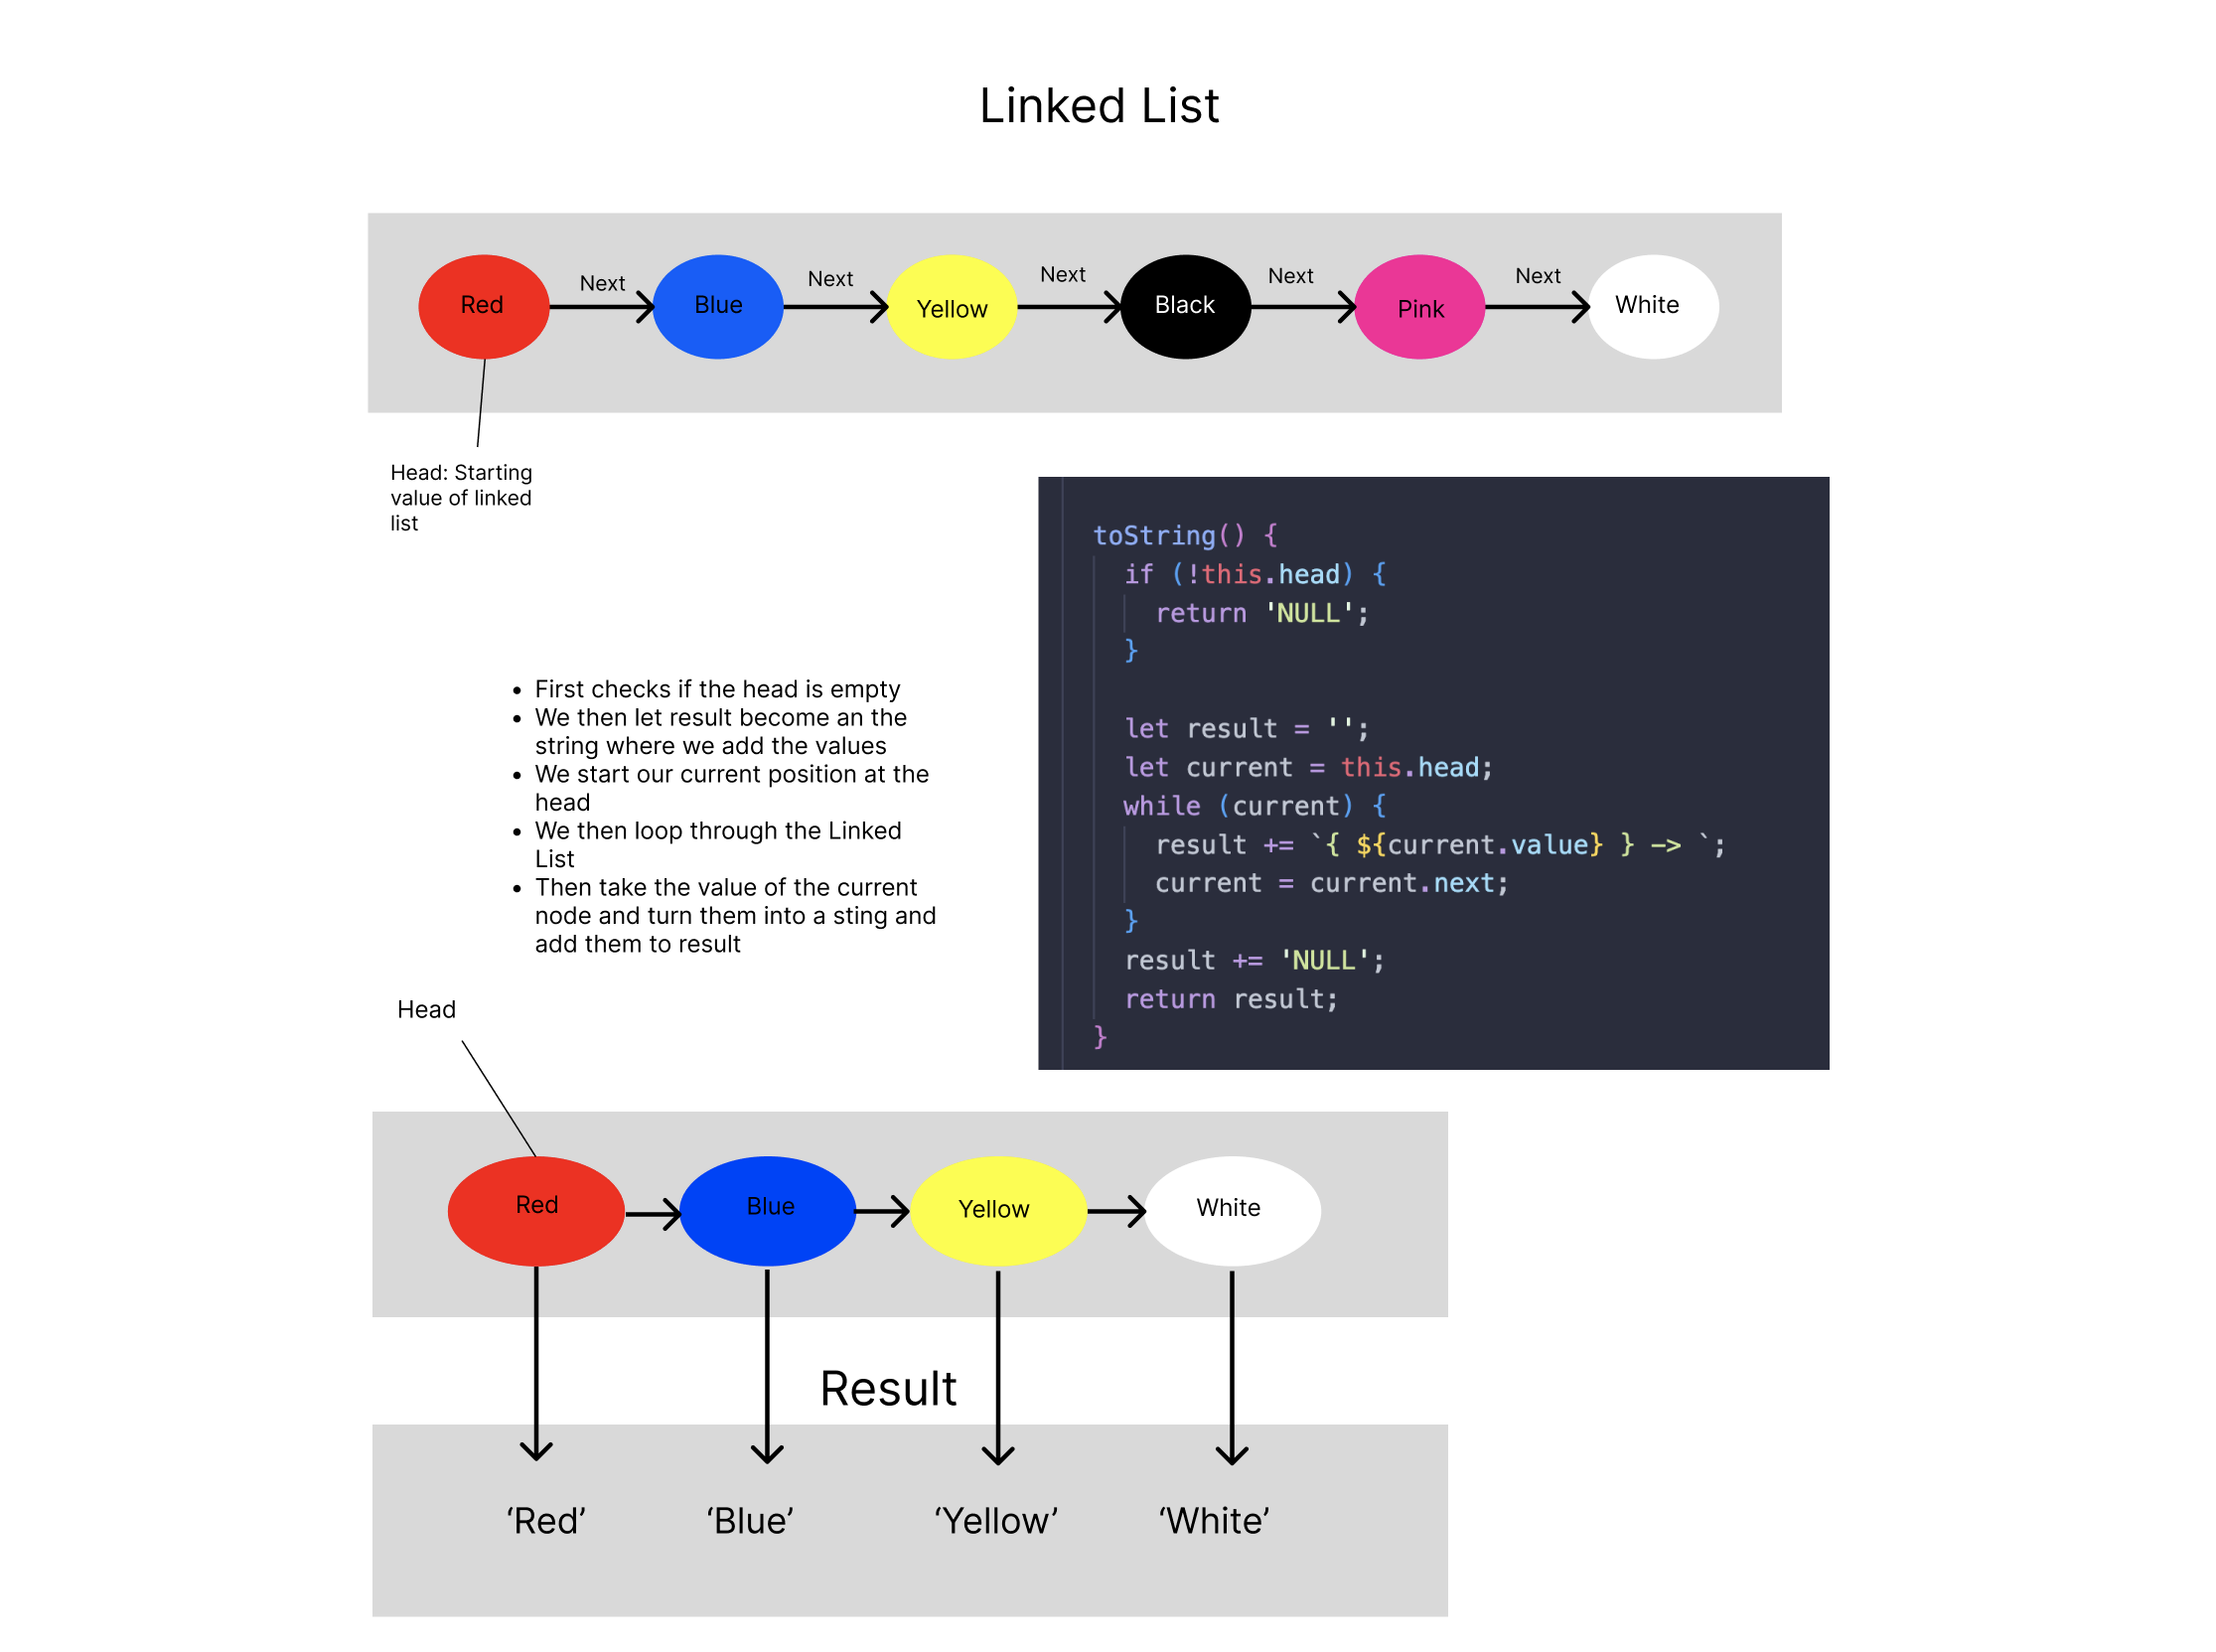 Linked List
Next
Next
Next
Next
Next
Red
Blue
Yellow
Black
Pink
White
Head: Starting
value of linked
list
toString() {
if (!this.head) {
return 'NULL';
}
let result = '';
let current = this.head;
while (current) {
result += `{ ${current.value} } -> `;
current = current.next;
}
result += 'NULL';
return result;
}
• First checks if the head is empty
• We then let result become an the
string where we add the values
• We start our current position at the
head
• We then loop through the Linked
List
• Then take the value of the current
node and turn them into a sting and
add them to result
Head
Red
Blue
Yellow
White
Result
‘Red’
‘Blue’
‘Yellow’
‘White’